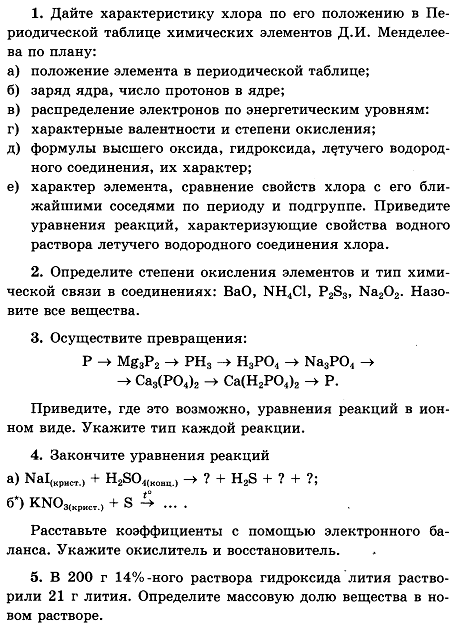 1. Дайте характеристику хлора по его положению в Пе-
риодической таблице химических элементов Д.И. Менделее-
ва по плану:
а) положение элемента в периодической таблице;
б) заряд ядра, число протонов в ядре;
в) распределение электронов по энергетическим уровням:
г) характерные валентности и степени окисления;
д) формулы высшего оксида, гидроксида, летучего водород-
ного соединения, их характер;
е) характер элемента, сравнение свойств хлора с его бли-
жайшими соседями по периоду и подгруппе. Приведите
уравнения реакций, характеризующие свойства водного
раствора летучего водородного соединения хлора.
2. Определите степени окисления элементов и тип хими-
ческой связи в соединениях: BaO, NH₄Cl, P₂S₃, Na₂O₂. Назо-
вите все вещества.
3. Осуществите превращения:
P → Mg₃P₂ → PH₃ → H₃PO₄ → Na₃PO₄ →
→ Ca₃(PO₄)₂ → Ca(H₂PO₄)₂ → P.
Приведите, где это возможно, уравнения реакций в ион-
ном виде. Укажите тип каждой реакции.
4. Закончите уравнения реакций
а) NaI(крист.) + H₂SO₄(конц.) → ? + H₂S + ? + ?;
б*) KNO₃(крист.) + S t°→ ... .
Расставьте коэффициенты с помощью электронного ба-
ланса. Укажите окислитель и восстановитель.
5. В 200 г 14%-ного раствора гидроксида лития раство-
рили 21 г лития. Определите массовую долю вещества в но-
вом растворе.